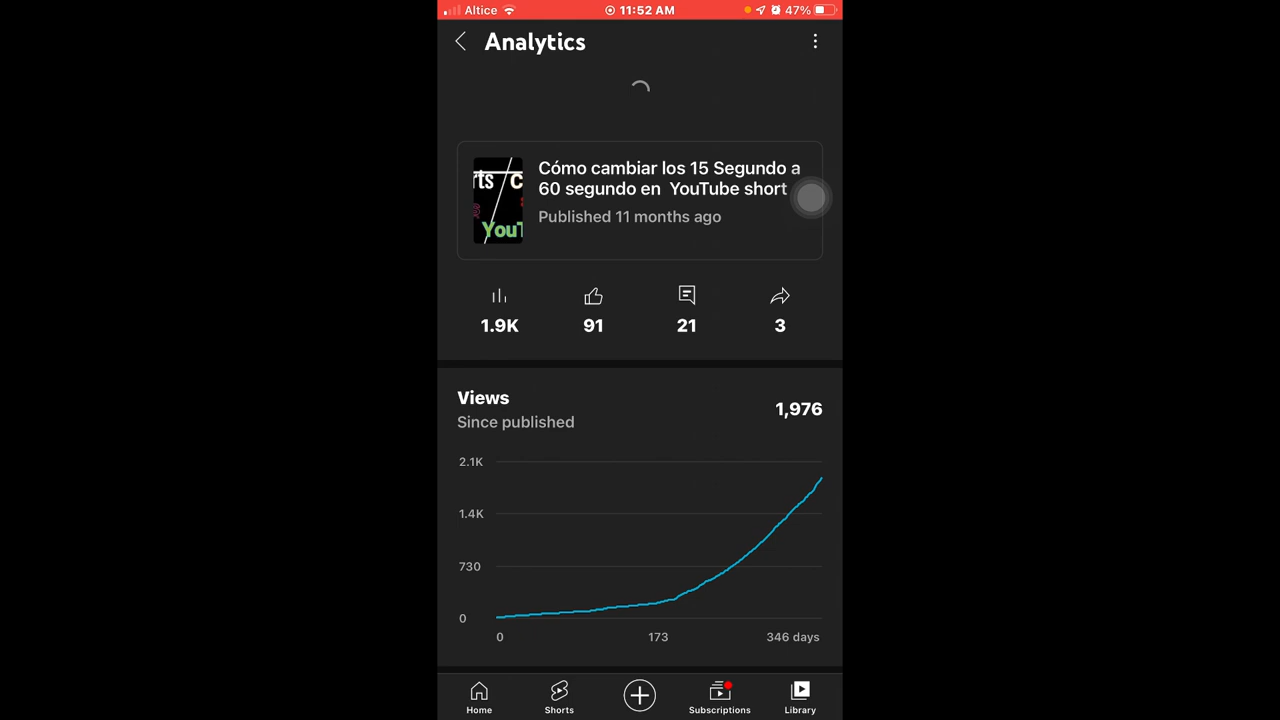 Altice 11:52 AM 47%
Analytics
Cómo cambiar los 15 Segundo a
60 segundo en YouTube short
Published 11 months ago
rts/C
YouT
1.9K 91 21 3
Views
Since published
1,976
2.1K
1.4K
730
0
0 173 346 days
Home Shorts Subscriptions Library